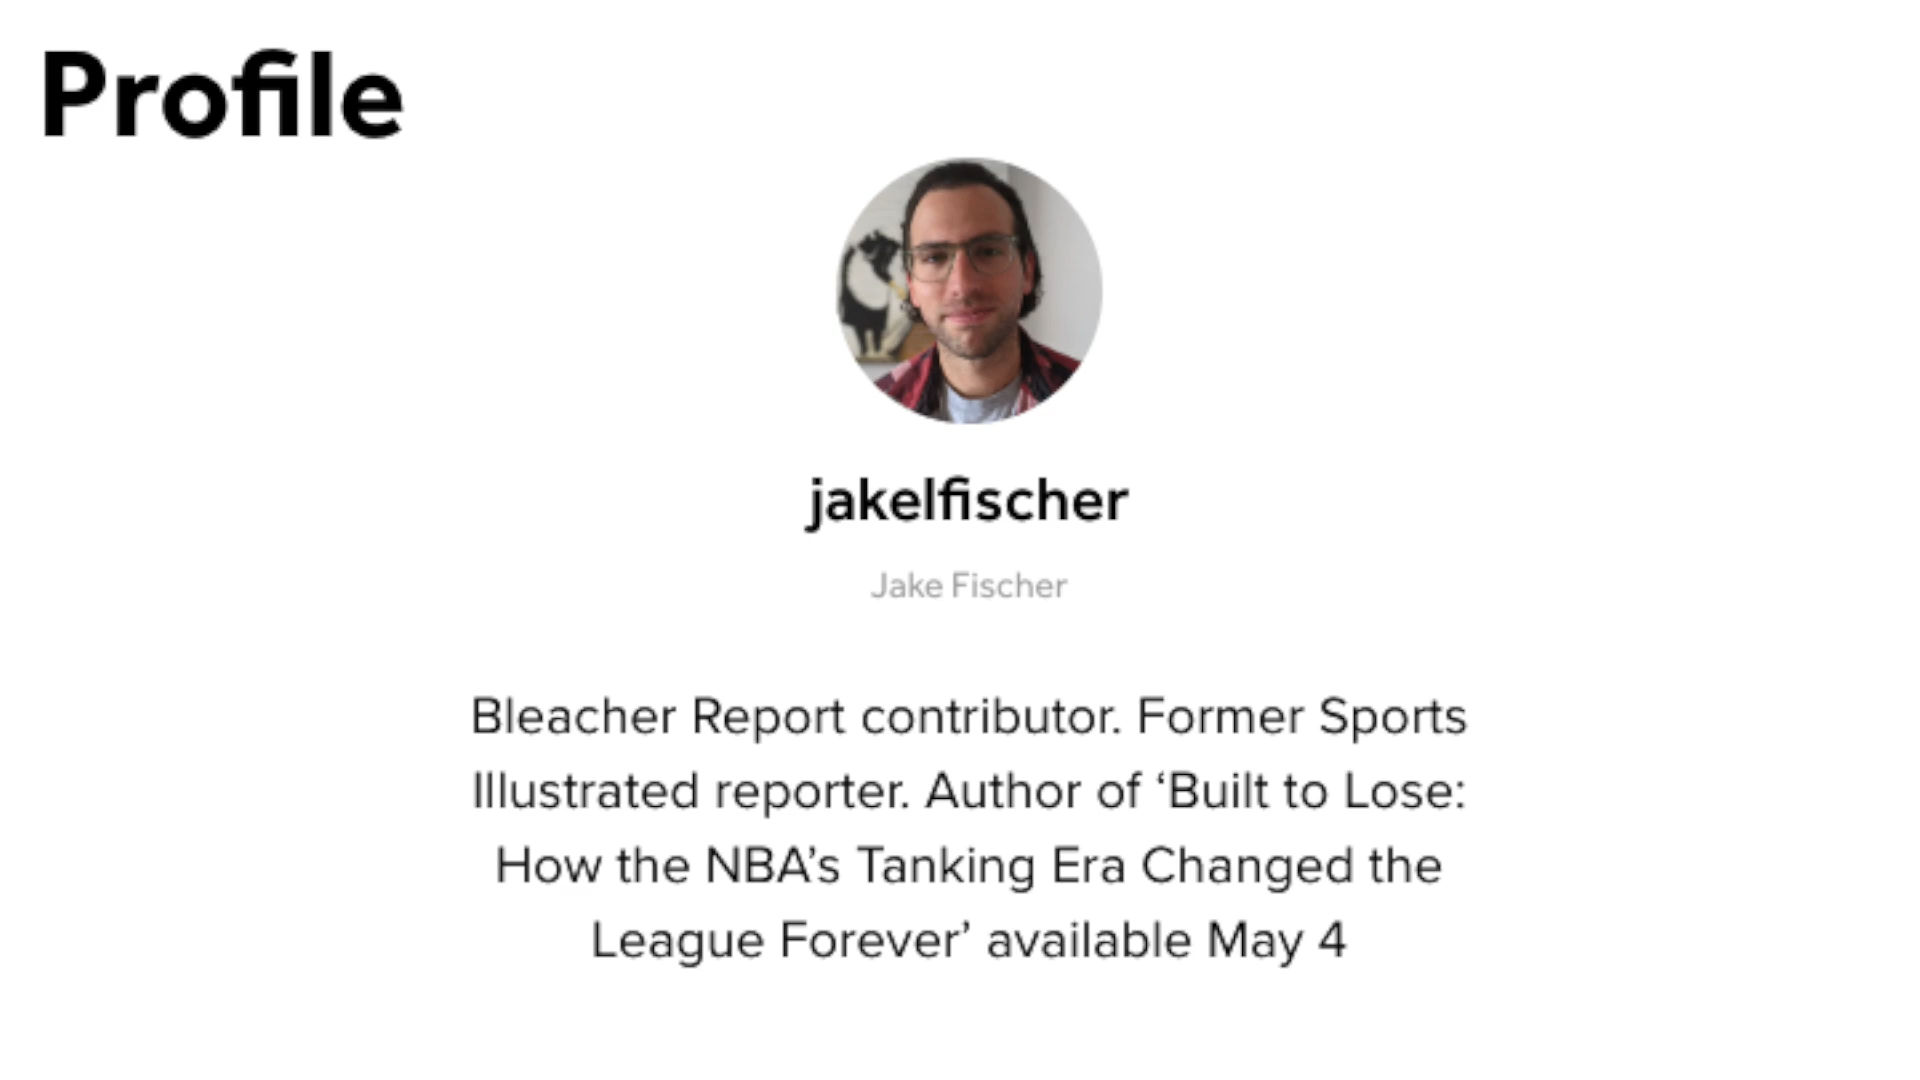 Profile
jakelfischer
Jake Fischer
Bleacher Report contributor. Former Sports
Illustrated reporter. Author of ‘Built to Lose:
How the NBA’s Tanking Era Changed the
League Forever’ available May 4